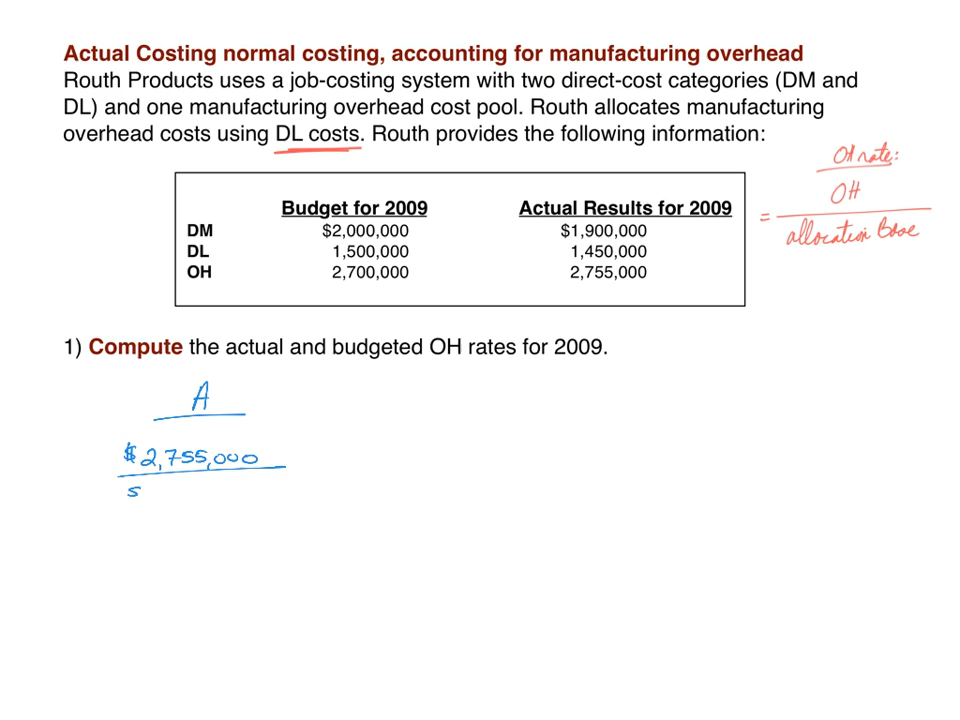 Actual Costing normal costing, accounting for manufacturing overhead
Routh Products uses a job-costing system with two direct-cost categories (DM and
DL) and one manufacturing overhead cost pool. Routh allocates manufacturing
overhead costs using DL costs. Routh provides the following information:
OH rate:
= OH
allocation Base
Budget for 2009 Actual Results for 2009
DM $2,000,000 $1,900,000
DL 1,500,000 1,450,000
OH 2,700,000 2,755,000
1) Compute the actual and budgeted OH rates for 2009.
A
$2,755,000
s